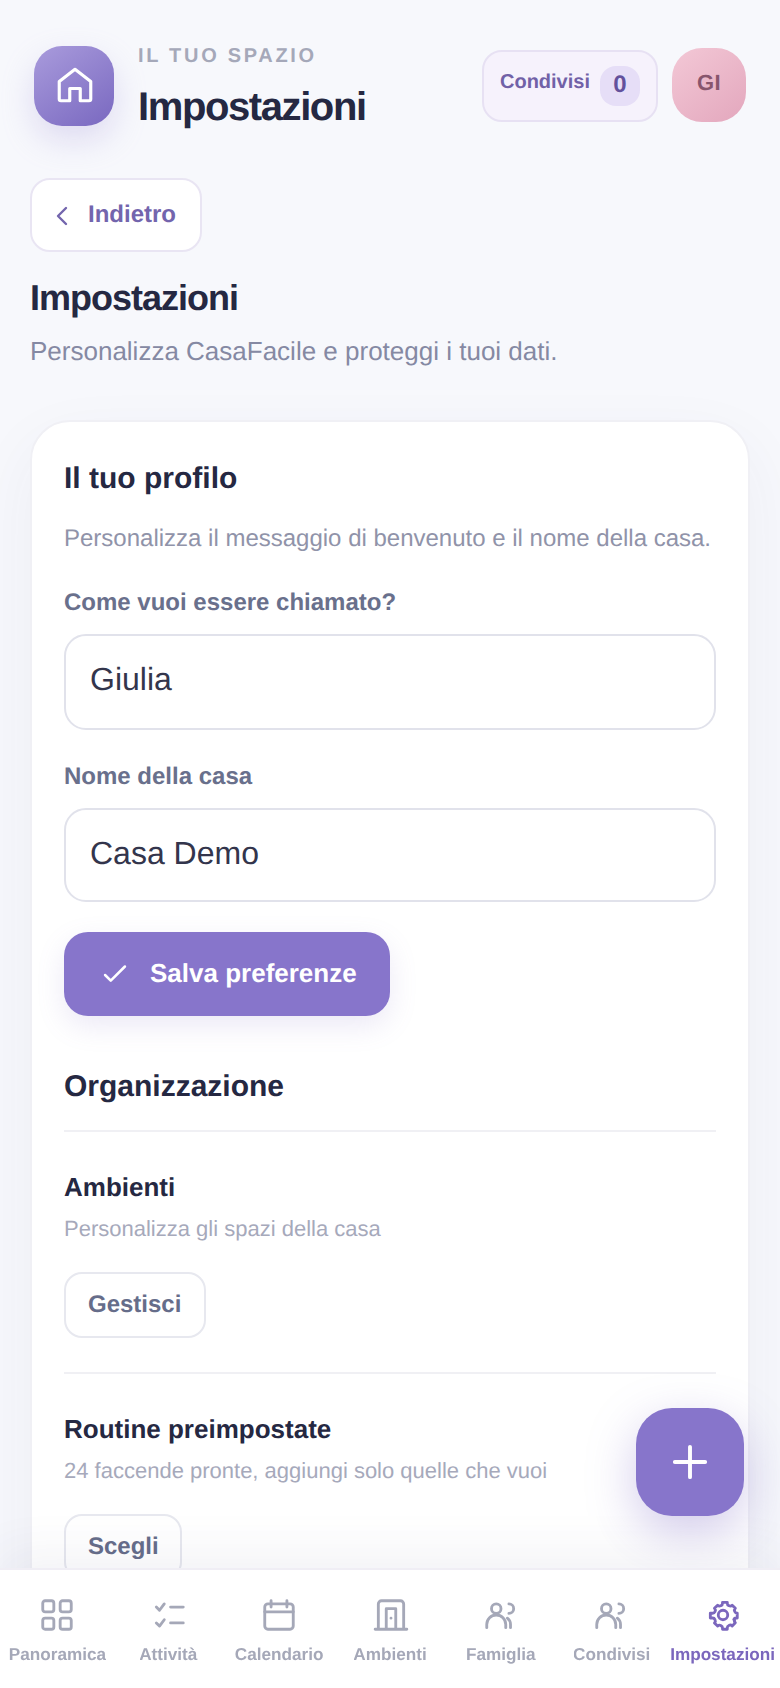 IL TUO SPAZIO
Impostazioni
Condivisi 0
GI
Indietro
Impostazioni
Personalizza CasaFacile e proteggi i tuoi dati.
Il tuo profilo
Personalizza il messaggio di benvenuto e il nome della casa.
Come vuoi essere chiamato?
Giulia
Nome della casa
Casa Demo
Salva preferenze
Organizzazione
Ambienti
Personalizza gli spazi della casa
Gestisci
Routine preimpostate
24 faccende pronte, aggiungi solo quelle che vuoi
Scegli
Panoramica Attività Calendario Ambienti Famiglia Condivisi Impostazioni